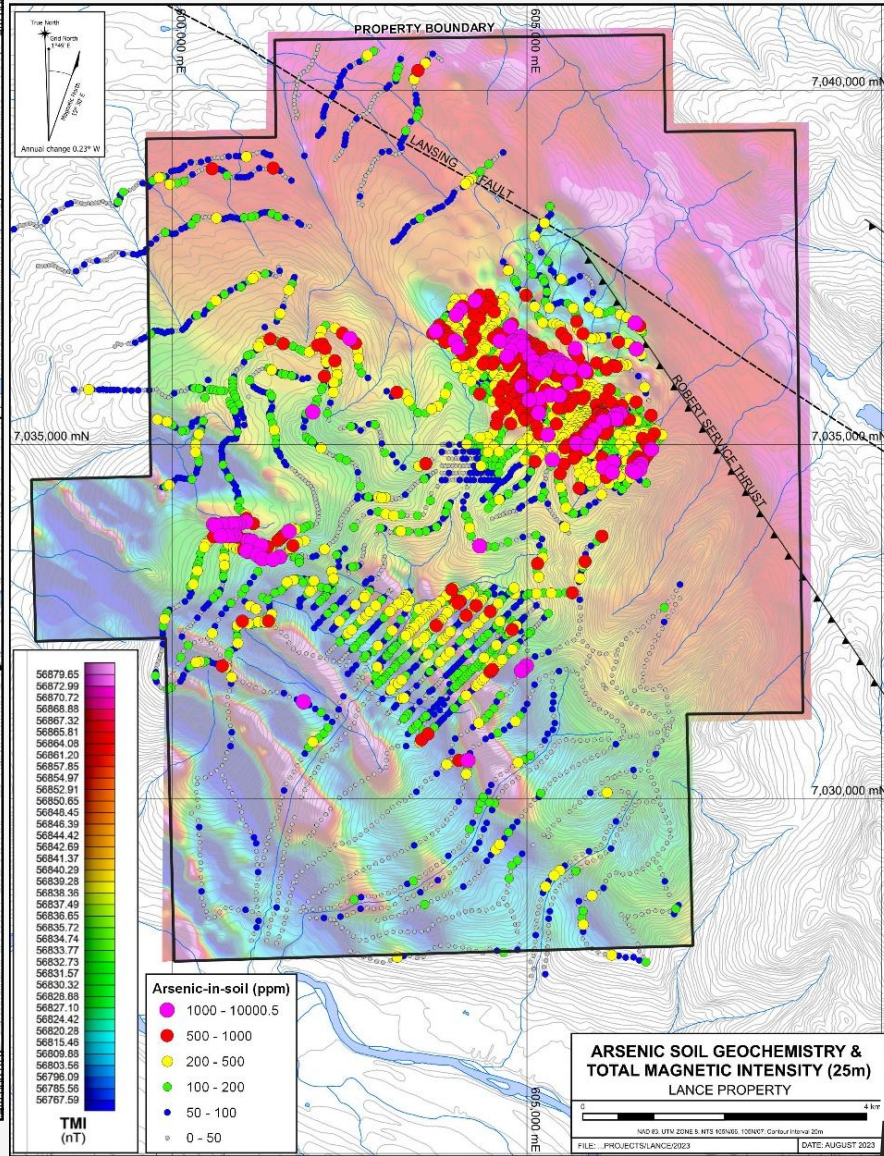 True North
Grid North
1°46' E
Magnetic North
Annual change 0.23° W
600,000 mE
605,000 mE
PROPERTY BOUNDARY
7,040,000 mN
LANSING
FAULT
ROBERT SERVICE THRUST
7,035,000 mN
7,035,000 mN
7,030,000 mN
56879.65
56872.99
56870.72
56868.88
56867.32
56865.81
56864.08
56861.20
56857.85
56854.97
56852.91
56850.65
56848.45
56846.39
56844.42
56842.69
56841.37
56840.29
56839.28
56838.36
56837.49
56836.65
56835.72
56834.74
56833.77
56832.73
56831.57
56830.32
56828.88
56827.10
56824.42
56820.28
56815.46
56809.88
56803.56
56796.09
56785.56
56767.59
TMI
(nT)
Arsenic-in-soil (ppm)
1000 - 10000.5
500 - 1000
200 - 500
100 - 200
50 - 100
0 - 50
605,000 mE
ARSENIC SOIL GEOCHEMISTRY &
TOTAL MAGNETIC INTENSITY (25m)
LANCE PROPERTY
0 4 km
FILE: ...PROJECTS/LANCE/2023
DATE: AUGUST 2023